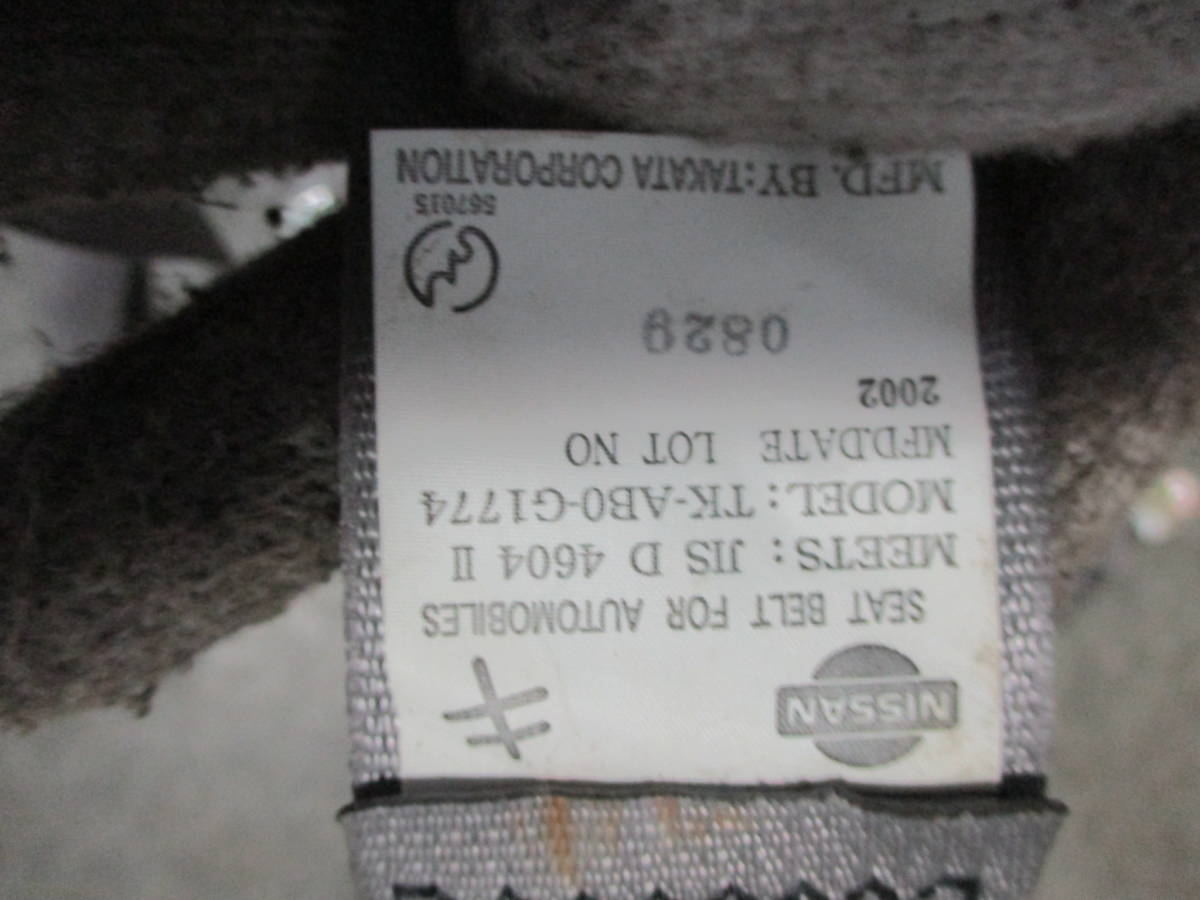 NISSAN
キ
SEAT BELT FOR AUTOMOBILES
MEETS: JIS D 4604 II
MODEL: TK-AB0-G1774
MFD.DATE LOT NO
2002
0829
567015
MFD. BY:TAKATA CORPORATION